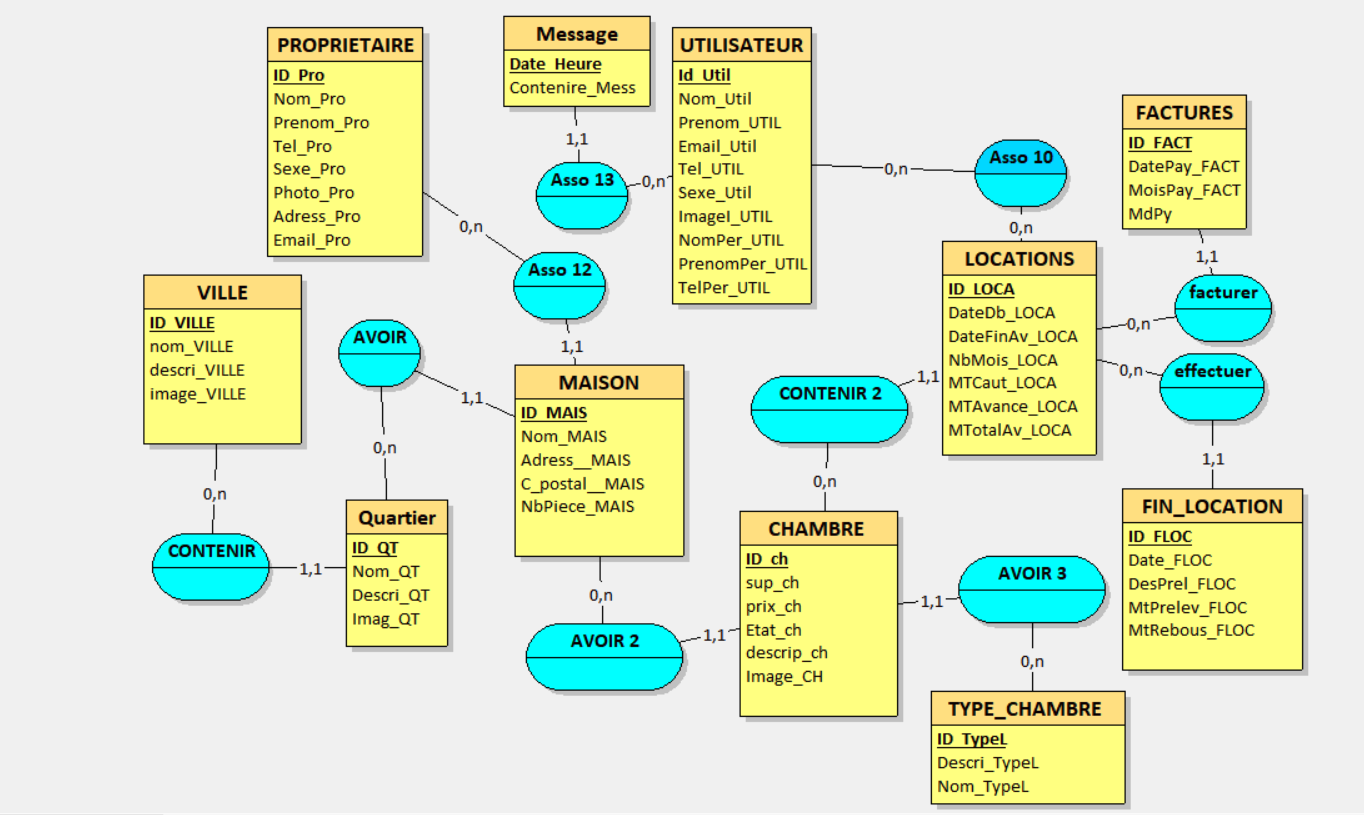 PROPRIETAIRE
ID_Pro
Nom_Pro
Prenom_Pro
Tel_Pro
Sexe_Pro
Photo_Pro
Adress_Pro
Email_Pro
Message
Date_Heure
Contenire_Mess
1,1
Asso 13
0,n
UTILISATEUR
Id_Util
Nom_Util
Prenom_UTIL
Email_Util
Tel_UTIL
Sexe_Util
Imagel_UTIL
NomPer_UTIL
PrenomPer_UTIL
TelPer_UTIL
0,n
Asso 10
0,n
FACTURES
ID_FACT
DatePay_FACT
MoisPay_FACT
MdPy
1,1
facturer
0,n
LOCATIONS
ID_LOCA
DateDb_LOCA
DateFinAv_LOCA
NbMois_LOCA
MTCaut_LOCA
MTAvance_LOCA
MTotalAv_LOCA
0,n
effectuer
1,1
0,n
Asso 12
1,1
VILLE
ID_VILLE
nom_VILLE
descri_VILLE
image_VILLE
0,n
CONTENIR
1,1
AVOIR
1,1
0,n
Quartier
ID_QT
Nom_QT
Descri_QT
Imag_QT
MAISON
ID_MAIS
Nom_MAIS
Adress__MAIS
C_postal__MAIS
NbPiece_MAIS
0,n
AVOIR 2
1,1
CONTENIR 2
1,1
0,n
CHAMBRE
ID_ch
sup_ch
prix_ch
Etat_ch
descrip_ch
Image_CH
1,1
AVOIR 3
0,n
FIN_LOCATION
ID_FLOC
Date_FLOC
DesPrel_FLOC
MtPrelev_FLOC
MtRebous_FLOC
TYPE_CHAMBRE
ID_TypeL
Descri_TypeL
Nom_TypeL